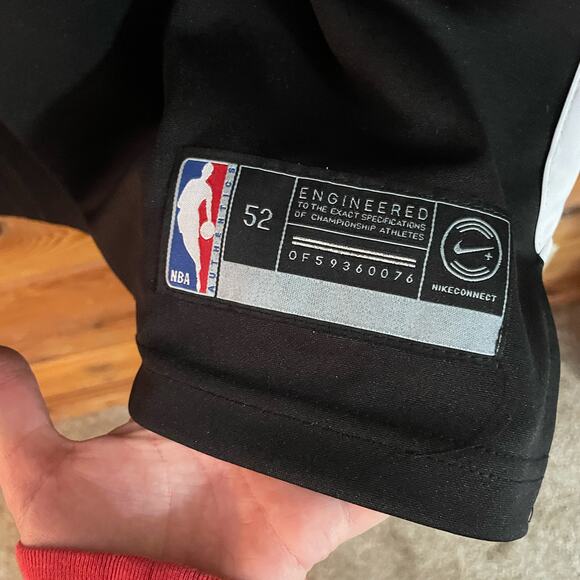 NBA
AUTHENTICS
52
ENGINEERED
TO THE EXACT SPECIFICATIONS
OF CHAMPIONSHIP ATHLETES
0F59360076
NIKECONNECT